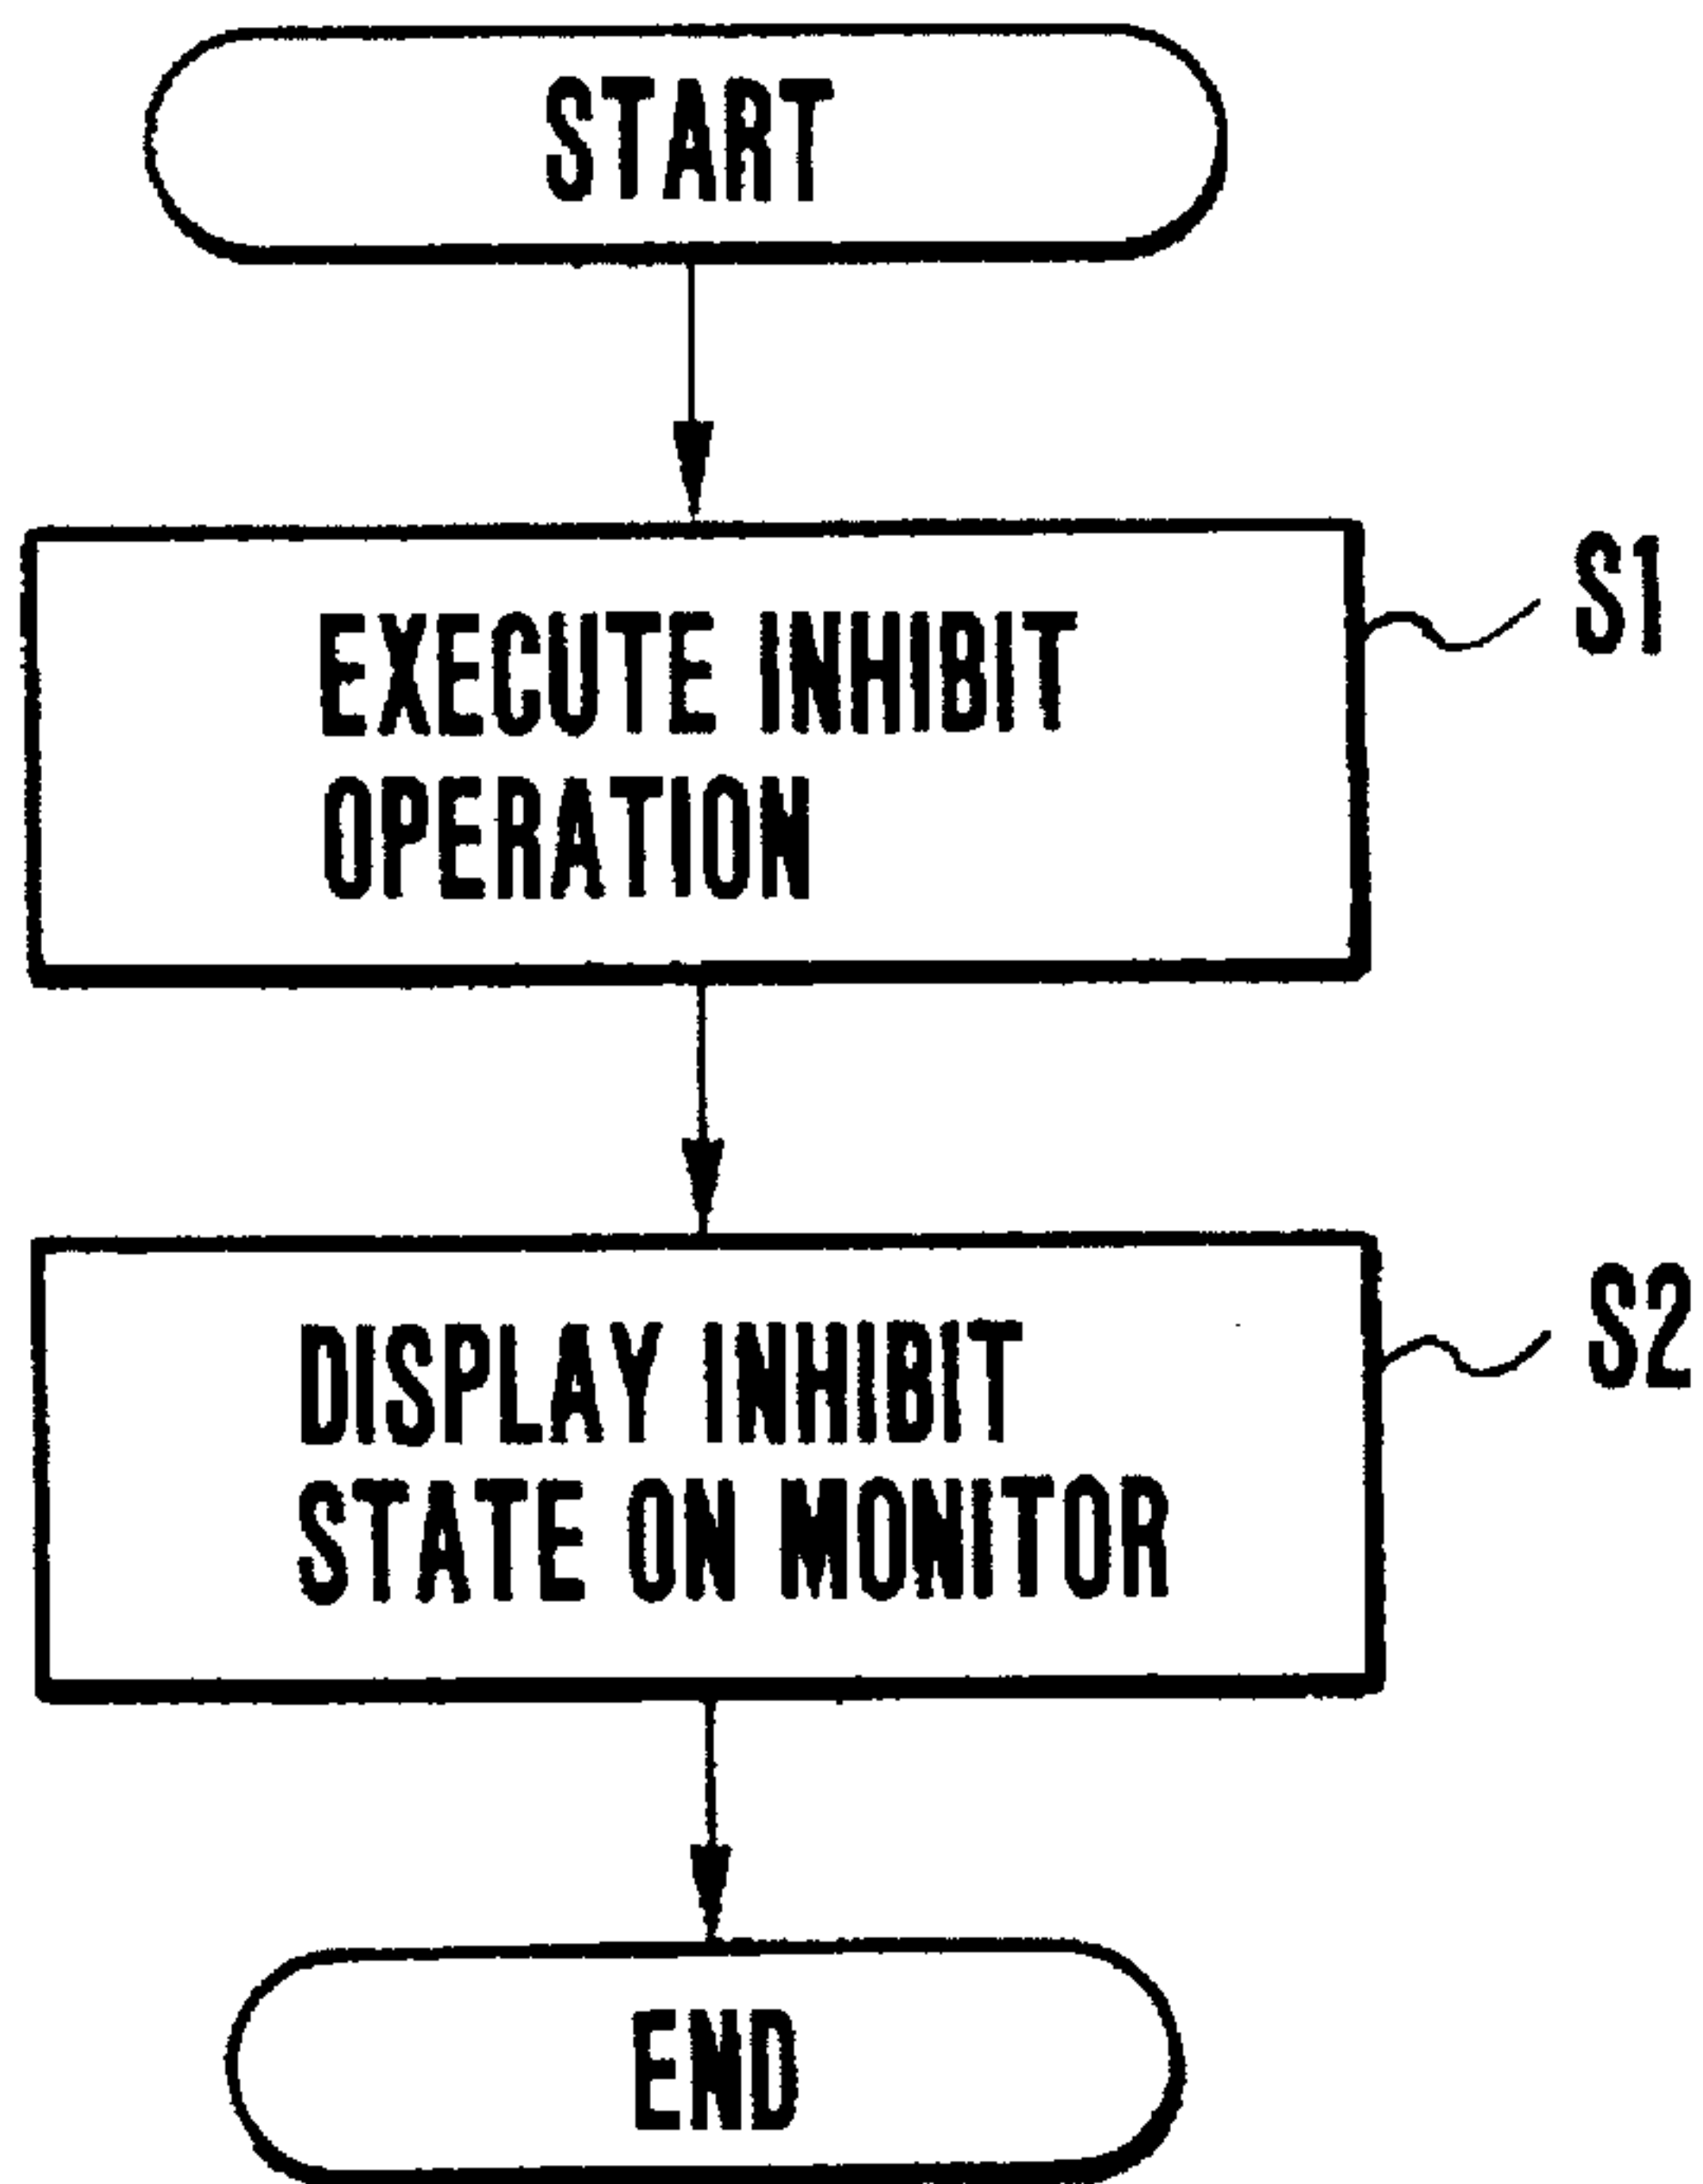 START
EXECUTE INHIBIT
OPERATION
S1
DISPLAY INHIBIT
STATE ON MONITOR
S2
END